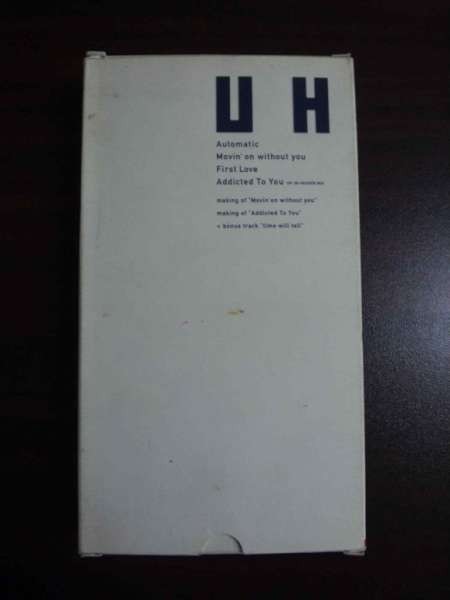 U H
Automatic
Movin' on without you
First Love
Addicted To You
making of "Movin'on without you"
making of "Addicted To You"
+ bonus track "time will tell"